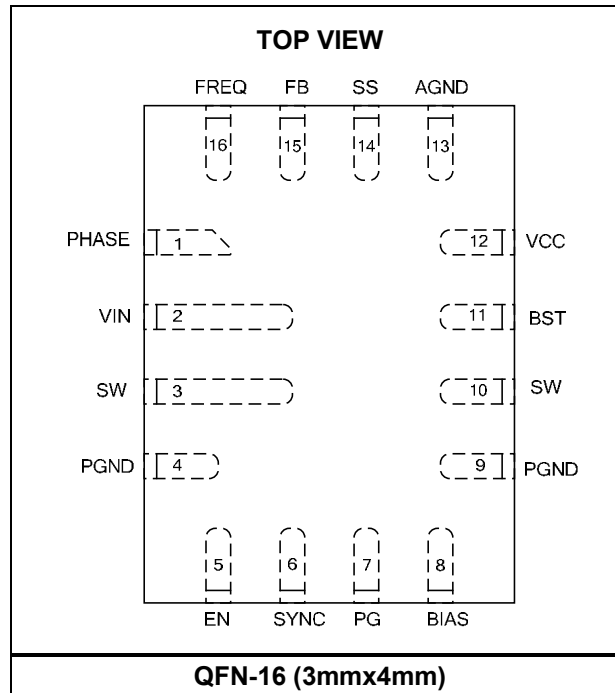 TOP VIEW
FREQ FB SS AGND
16 15 14 13
PHASE 1 12 VCC
VIN 2 11 BST
SW 3 10 SW
PGND 4 9 PGND
5 6 7 8
EN SYNC PG BIAS
QFN-16 (3mmx4mm)